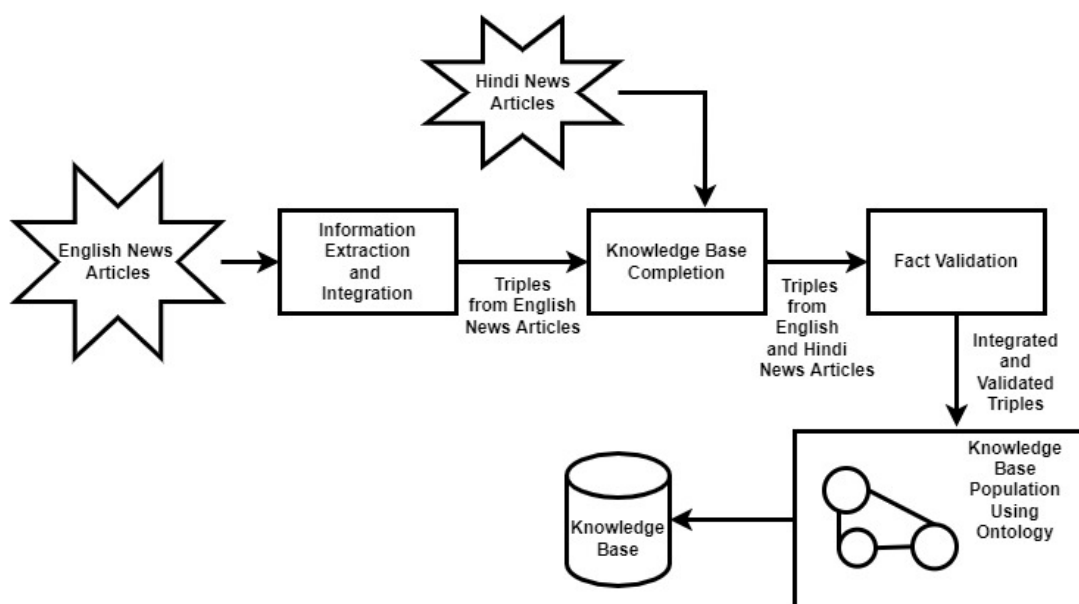 Hindi News
Articles
English News
Articles
Information
Extraction
and
Integration
Triples
from English
News Articles
Knowledge Base
Completion
Triples
from
English
and Hindi
News Articles
Fact Validation
Integrated
and
Validated
Triples
Knowledge
Base
Population
Using
Ontology
Knowledge
Base